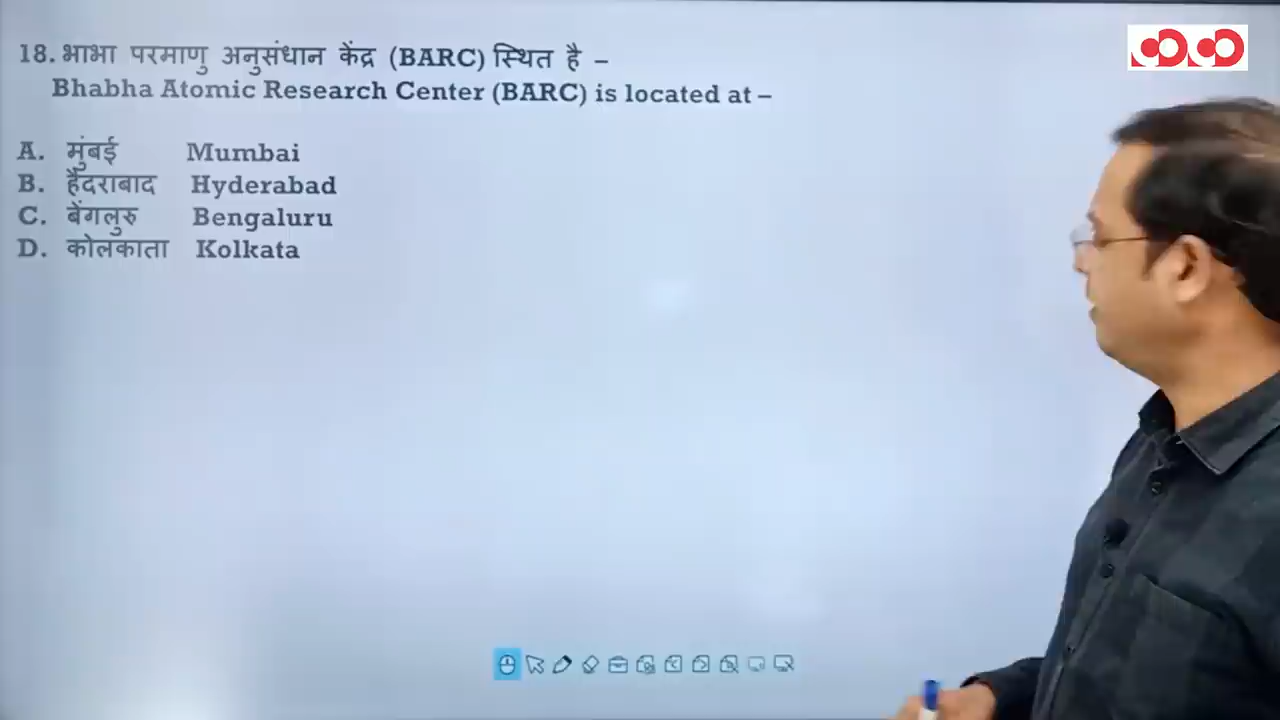 18. भाभा परमाणु अनुसंधान केंद्र (BARC) स्थित है –
Bhabha Atomic Research Center (BARC) is located at –
A. मुंबई Mumbai
B. हैदराबाद Hyderabad
C. बेंगलुरु Bengaluru
D. कोलकाता Kolkata